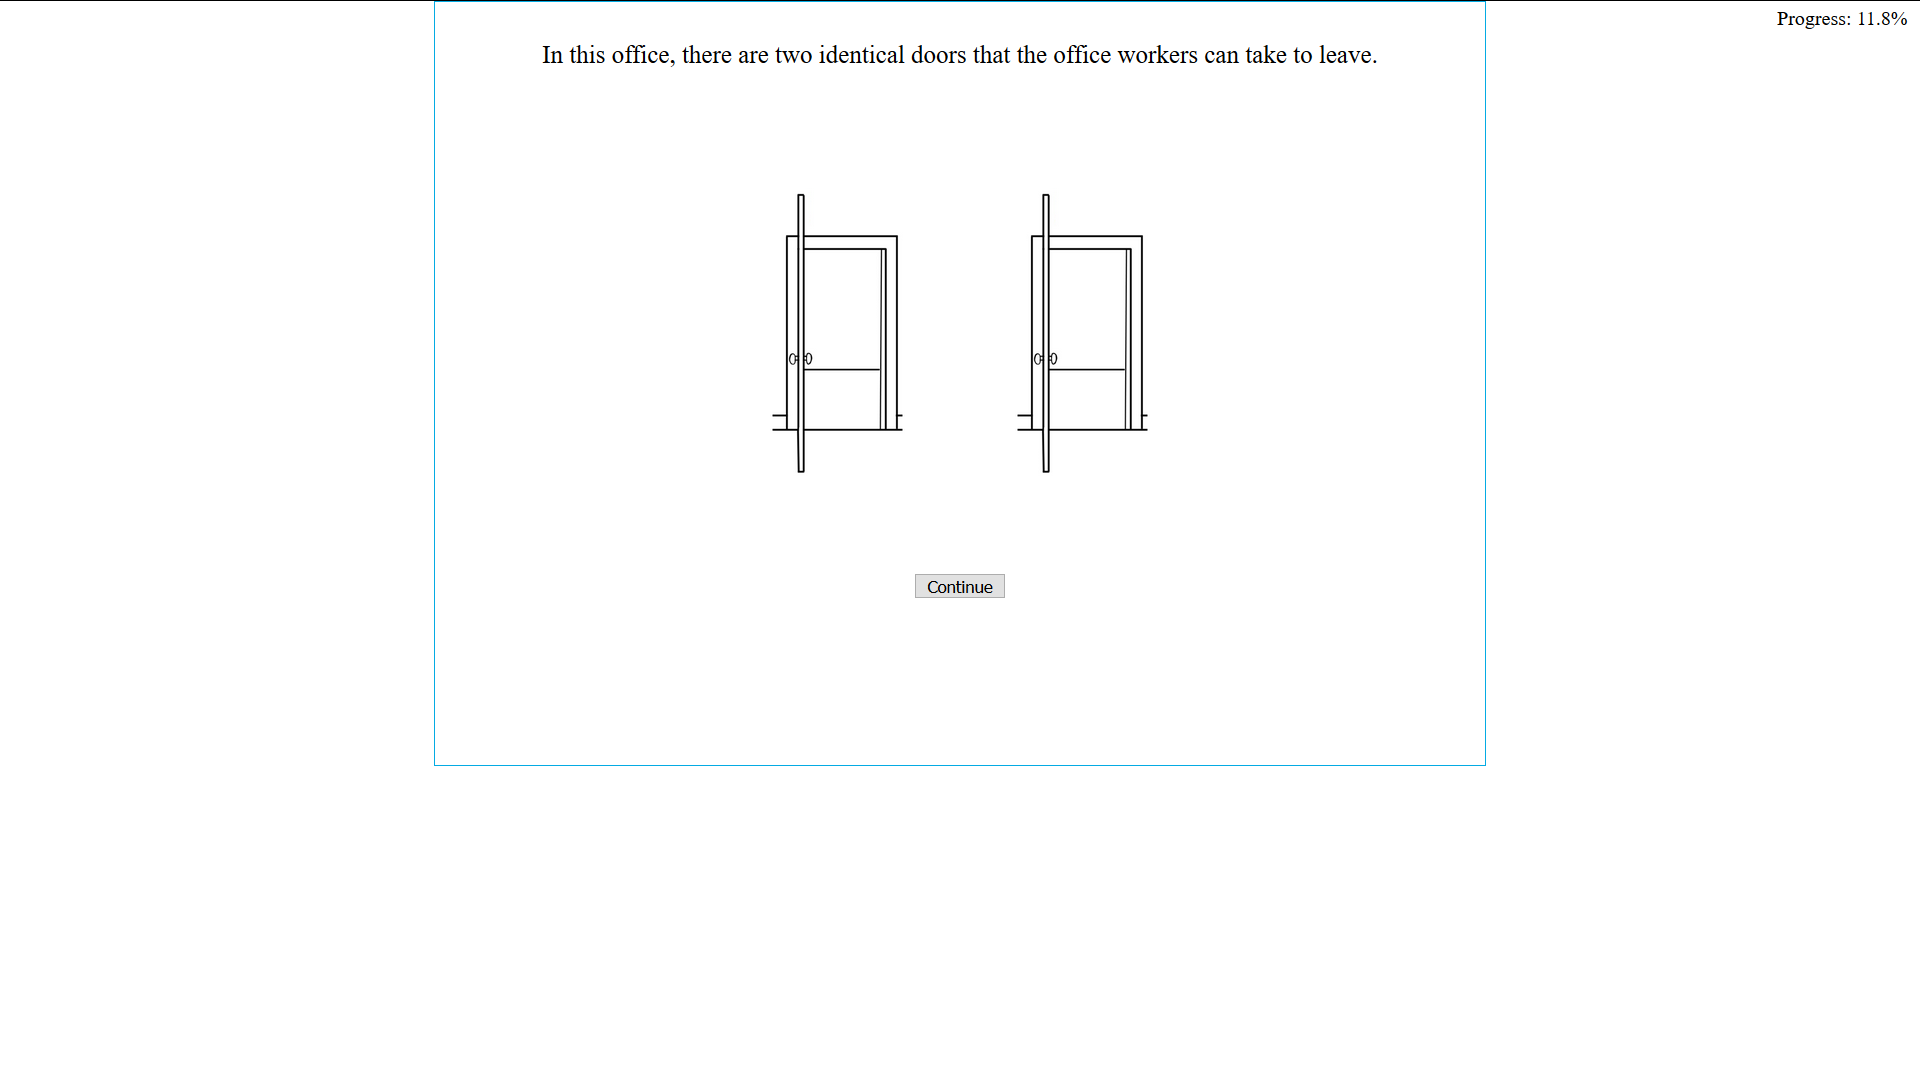 Progress: 11.8%
In this office, there are two identical doors that the office workers can take to leave.
Continue